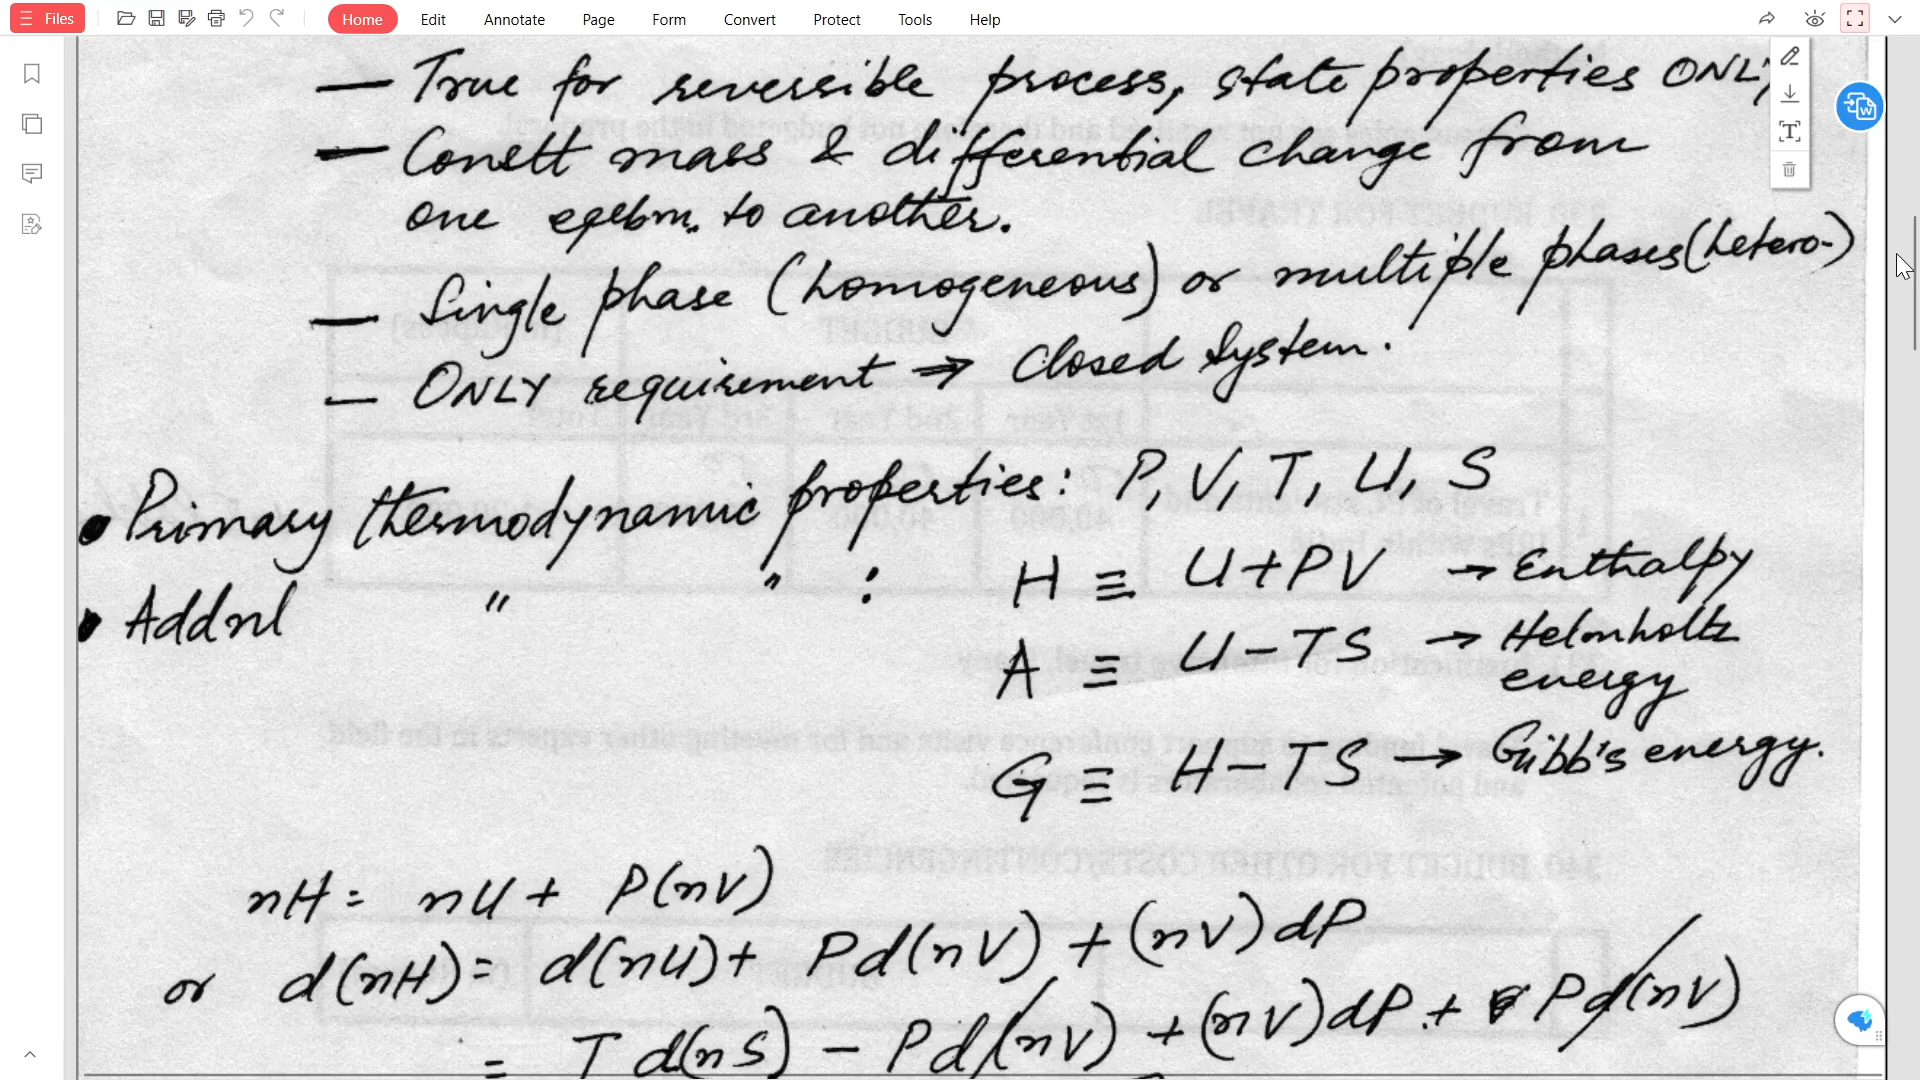 Files
Home Edit Annotate Page Form Convert Protect Tools Help
— True for reversible process, state properties ONLY
— Constt mass & differential change from
one eqebm. to another.
— Single phase (homogeneous) or multiple phases (hetero-)
— ONLY requirement ⇒ Closed System.
• Primary thermodynamic properties: P, V, T, U, S
• Addnl " " : H ≡ U+PV → Enthalpy
A ≡ U-TS → Helmholtz
energy
G ≡ H-TS → Gibb's energy.
nH = nU + P(nV)
or d(nH) = d(nU) + Pd(nV) + (nV)dP
= Td(nS) - Pd(nV) + (nV)dP + Pd(nV)